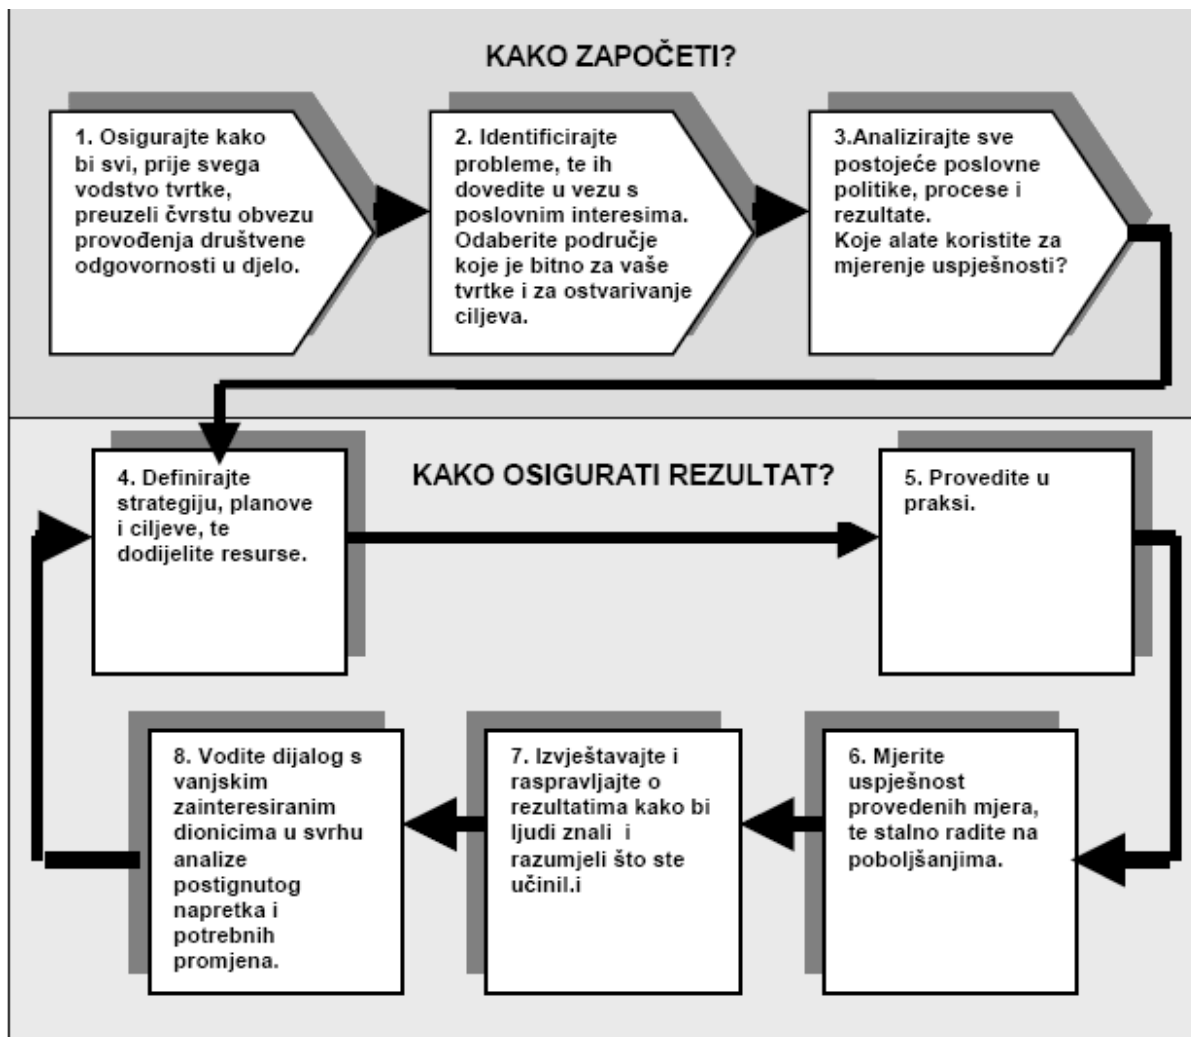 KAKO ZAPOČETI?
1. Osigurajte kako
bi svi, prije svega
vodstvo tvrtke,
preuzeli čvrstu obvezu
provođenja društvene
odgovornosti u djelo.
2. Identificirajte
probleme, te ih
dovedite u vezu s
poslovnim interesima.
Odaberite područje
koje je bitno za vaše
tvrtke i za ostvarivanje
ciljeva.
3.Analizirajte sve
postojeće poslovne
politike, procese i
rezultate.
Koje alate koristite za
mjerenje uspješnosti?
KAKO OSIGURATI REZULTAT?
4. Definirajte
strategiju, planove
i ciljeve, te
dodijelite resurse.
5. Provedite u
praksi.
6. Mjerite
uspješnost
provedenih mjera,
te stalno radite na
poboljšanjima.
7. Izvještavajte i
raspravljajte o
rezultatima kako bi
ljudi znali i
razumjeli što ste
učinil.i
8. Vodite dijalog s
vanjskim
zainteresiranim
dionicima u svrhu
analize
postignutog
napretka i
potrebnih
promjena.